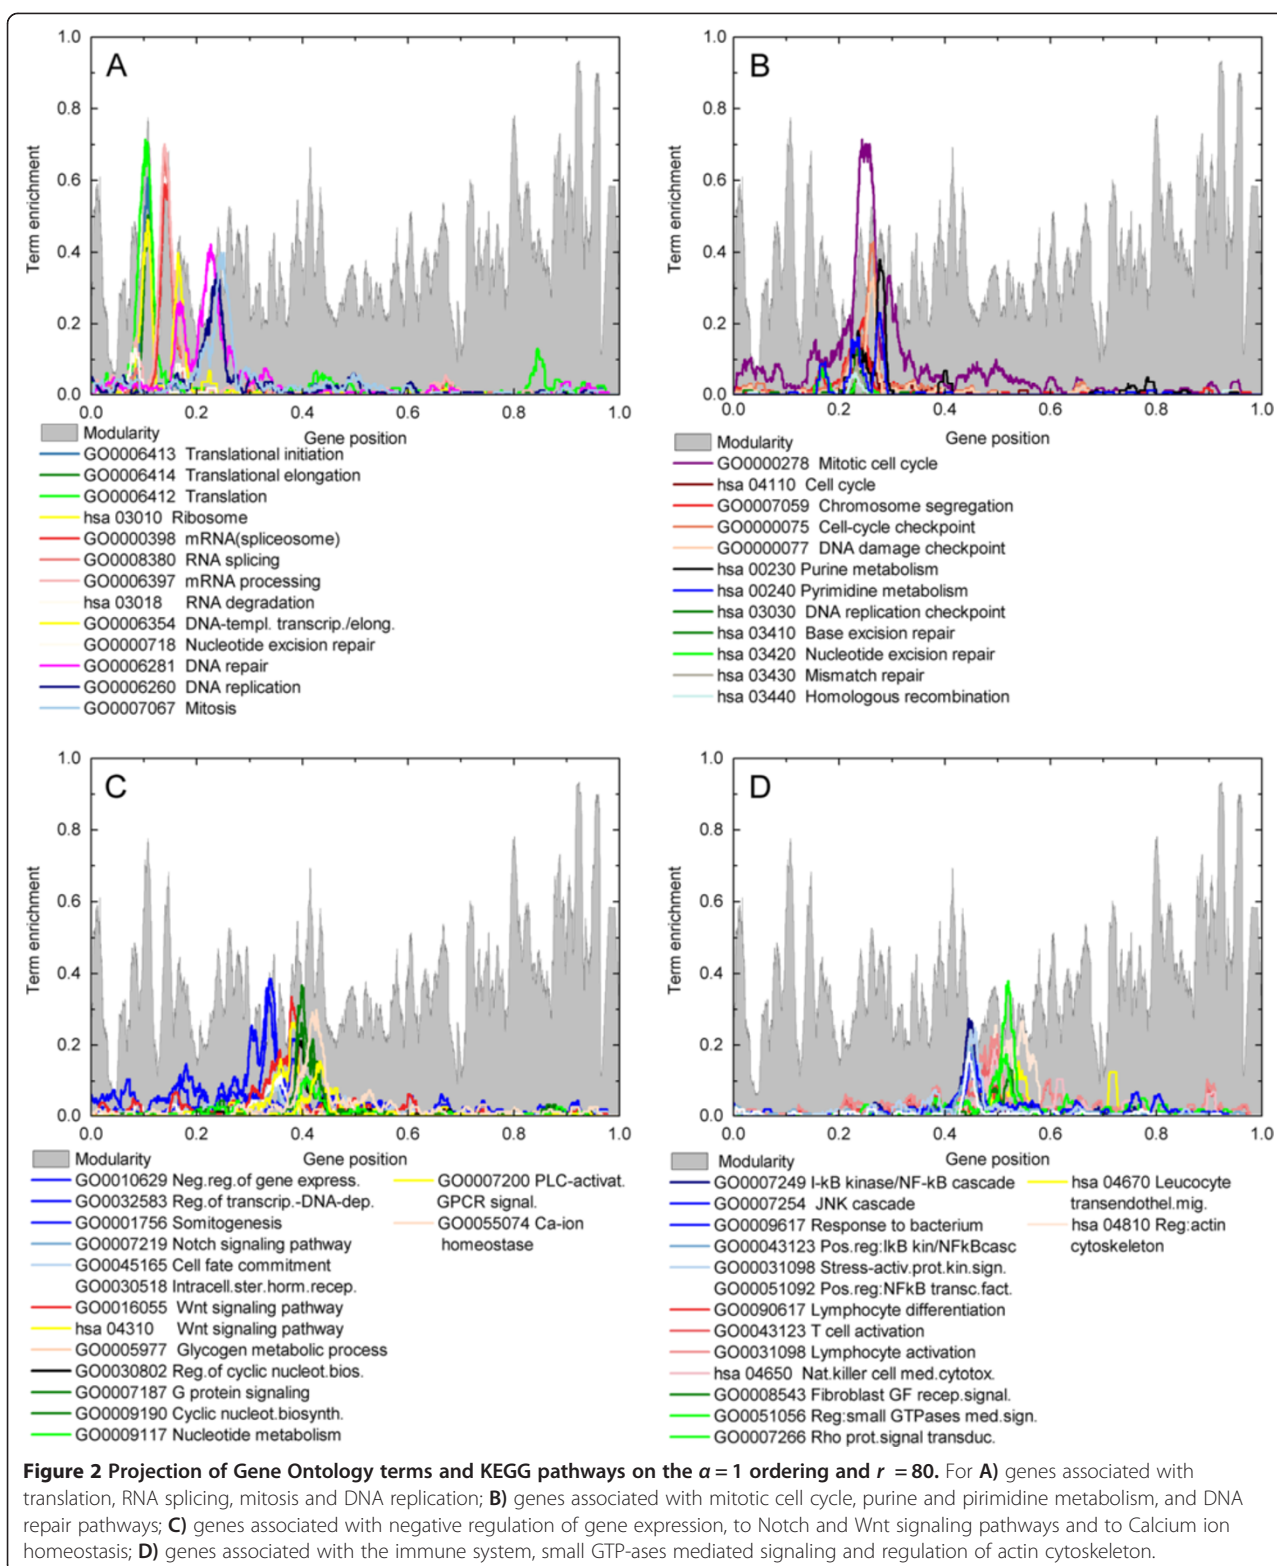 A
1.0
0.8
0.6
0.4
0.2
0.0
Term enrichment
0.0 0.2 0.4 0.6 0.8 1.0
Gene position
Modularity
GO0006413 Translational initiation
GO0006414 Translational elongation
GO0006412 Translation
hsa 03010 Ribosome
GO0000398 mRNA(spliceosome)
GO0008380 RNA splicing
GO0006397 mRNA processing
hsa 03018 RNA degradation
GO0006354 DNA-templ. transcrip./elong.
GO0000718 Nucleotide excision repair
GO0006281 DNA repair
GO0006260 DNA replication
GO0007067 Mitosis
B
1.0
0.8
0.6
0.4
0.2
0.0
Term enrichment
0.0 0.2 0.4 0.6 0.8 1.0
Gene position
Modularity
GO0000278 Mitotic cell cycle
hsa 04110 Cell cycle
GO0007059 Chromosome segregation
GO0000075 Cell-cycle checkpoint
GO0000077 DNA damage checkpoint
hsa 00230 Purine metabolism
hsa 00240 Pyrimidine metabolism
hsa 03030 DNA replication checkpoint
hsa 03410 Base excision repair
hsa 03420 Nucleotide excision repair
hsa 03430 Mismatch repair
hsa 03440 Homologous recombination
C
1.0
0.8
0.6
0.4
0.2
0.0
Term enrichment
0.0 0.2 0.4 0.6 0.8 1.0
Gene position
Modularity
GO0010629 Neg.reg.of gene express.
GO0032583 Reg.of transcrip.-DNA-dep.
GO0001756 Somitogenesis
GO0007219 Notch signaling pathway
GO0045165 Cell fate commitment
GO0030518 Intracell.ster.horm.recep.
GO0016055 Wnt signaling pathway
hsa 04310 Wnt signaling pathway
GO0005977 Glycogen metabolic process
GO0030802 Reg.of cyclic nucleot.bios.
GO0007187 G protein signaling
GO0009190 Cyclic nucleot.biosynth.
GO0009117 Nucleotide metabolism
GO0007200 PLC-activat.
GPCR signal.
GO0055074 Ca-ion
homeostase
D
1.0
0.8
0.6
0.4
0.2
0.0
Term enrichment
0.0 0.2 0.4 0.6 0.8 1.0
Gene position
Modularity
GO0007249 I-kB kinase/NF-kB cascade
GO0007254 JNK cascade
GO0009617 Response to bacterium
GO00043123 Pos.reg:IkB kin/NFkBcasc
GO00031098 Stress-activ.prot.kin.sign.
GO00051092 Pos.reg:NFkB transc.fact.
GO0090617 Lymphocyte differentiation
GO0043123 T cell activation
GO0031098 Lymphocyte activation
hsa 04650 Nat.killer cell med.cytotox.
GO0008543 Fibroblast GF recep.signal.
GO0051056 Reg:small GTPases med.sign.
GO0007266 Rho prot.signal transduc.
hsa 04670 Leucocyte
transendothel.mig.
hsa 04810 Reg:actin
cytoskeleton
Figure 2 Projection of Gene Ontology terms and KEGG pathways on the α = 1 ordering and r = 80. For A) genes associated with
translation, RNA splicing, mitosis and DNA replication; B) genes associated with mitotic cell cycle, purine and pirimidine metabolism, and DNA
repair pathways; C) genes associated with negative regulation of gene expression, to Notch and Wnt signaling pathways and to Calcium ion
homeostasis; D) genes associated with the immune system, small GTP-ases mediated signaling and regulation of actin cytoskeleton.